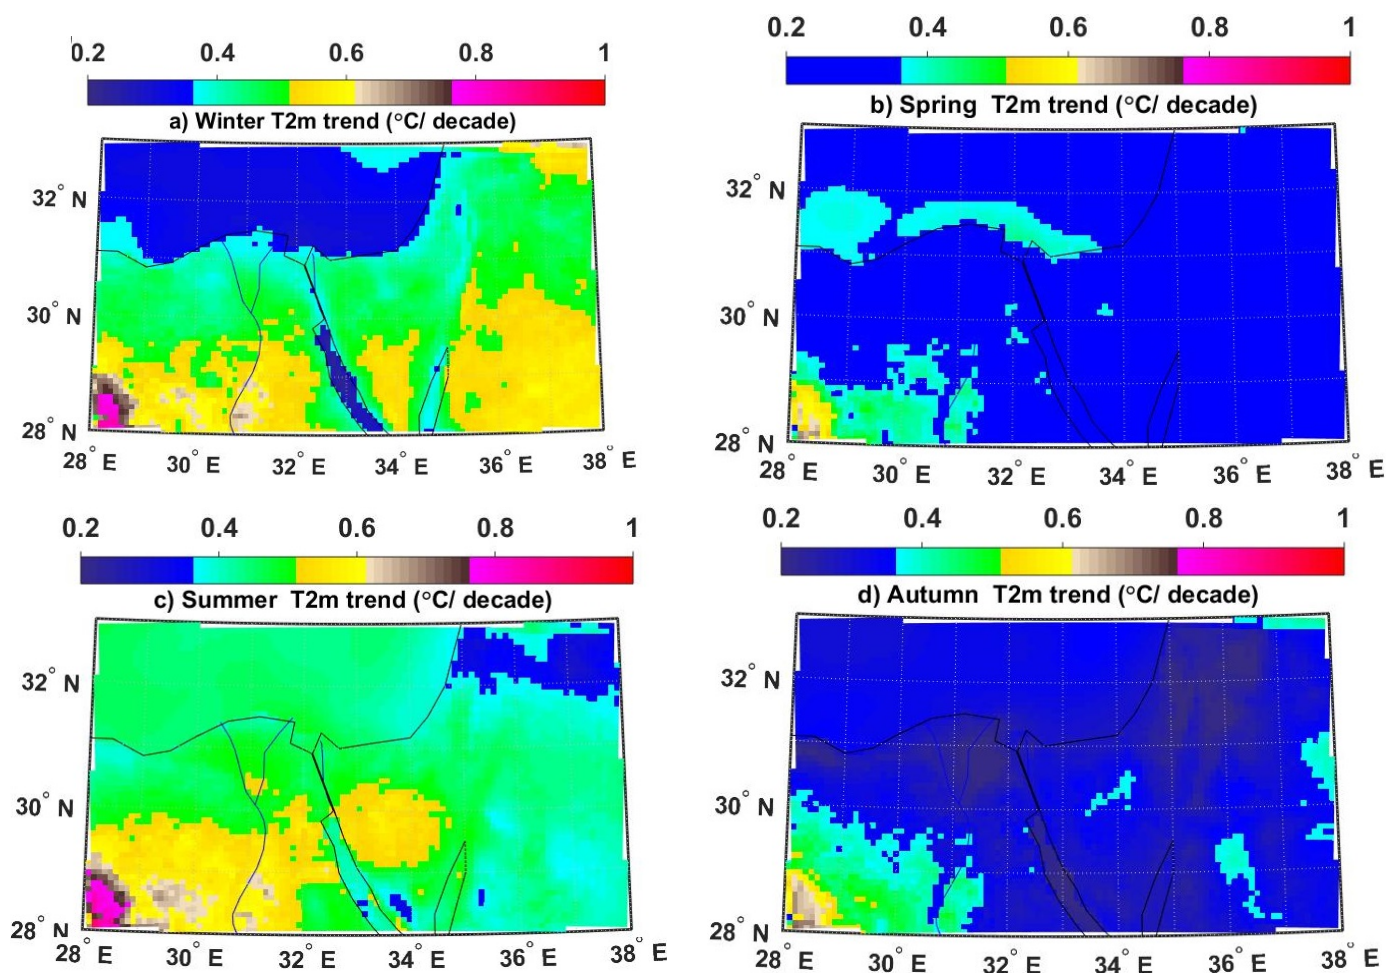 0.2 0.4 0.6 0.8 1
a) Winter T2m trend (°C/ decade)
32° N
30° N
28° N
28° E 30° E 32° E 34° E 36° E 38° E
0.2 0.4 0.6 0.8 1
b) Spring T2m trend (°C/ decade)
32° N
30° N
28° N
28° E 30° E 32° E 34° E 36° E 38° E
0.2 0.4 0.6 0.8 1
c) Summer T2m trend (°C/ decade)
32° N
30° N
28° N
28° E 30° E 32° E 34° E 36° E 38° E
0.2 0.4 0.6 0.8 1
d) Autumn T2m trend (°C/ decade)
32° N
30° N
28° N
28° E 30° E 32° E 34° E 36° E 38° E